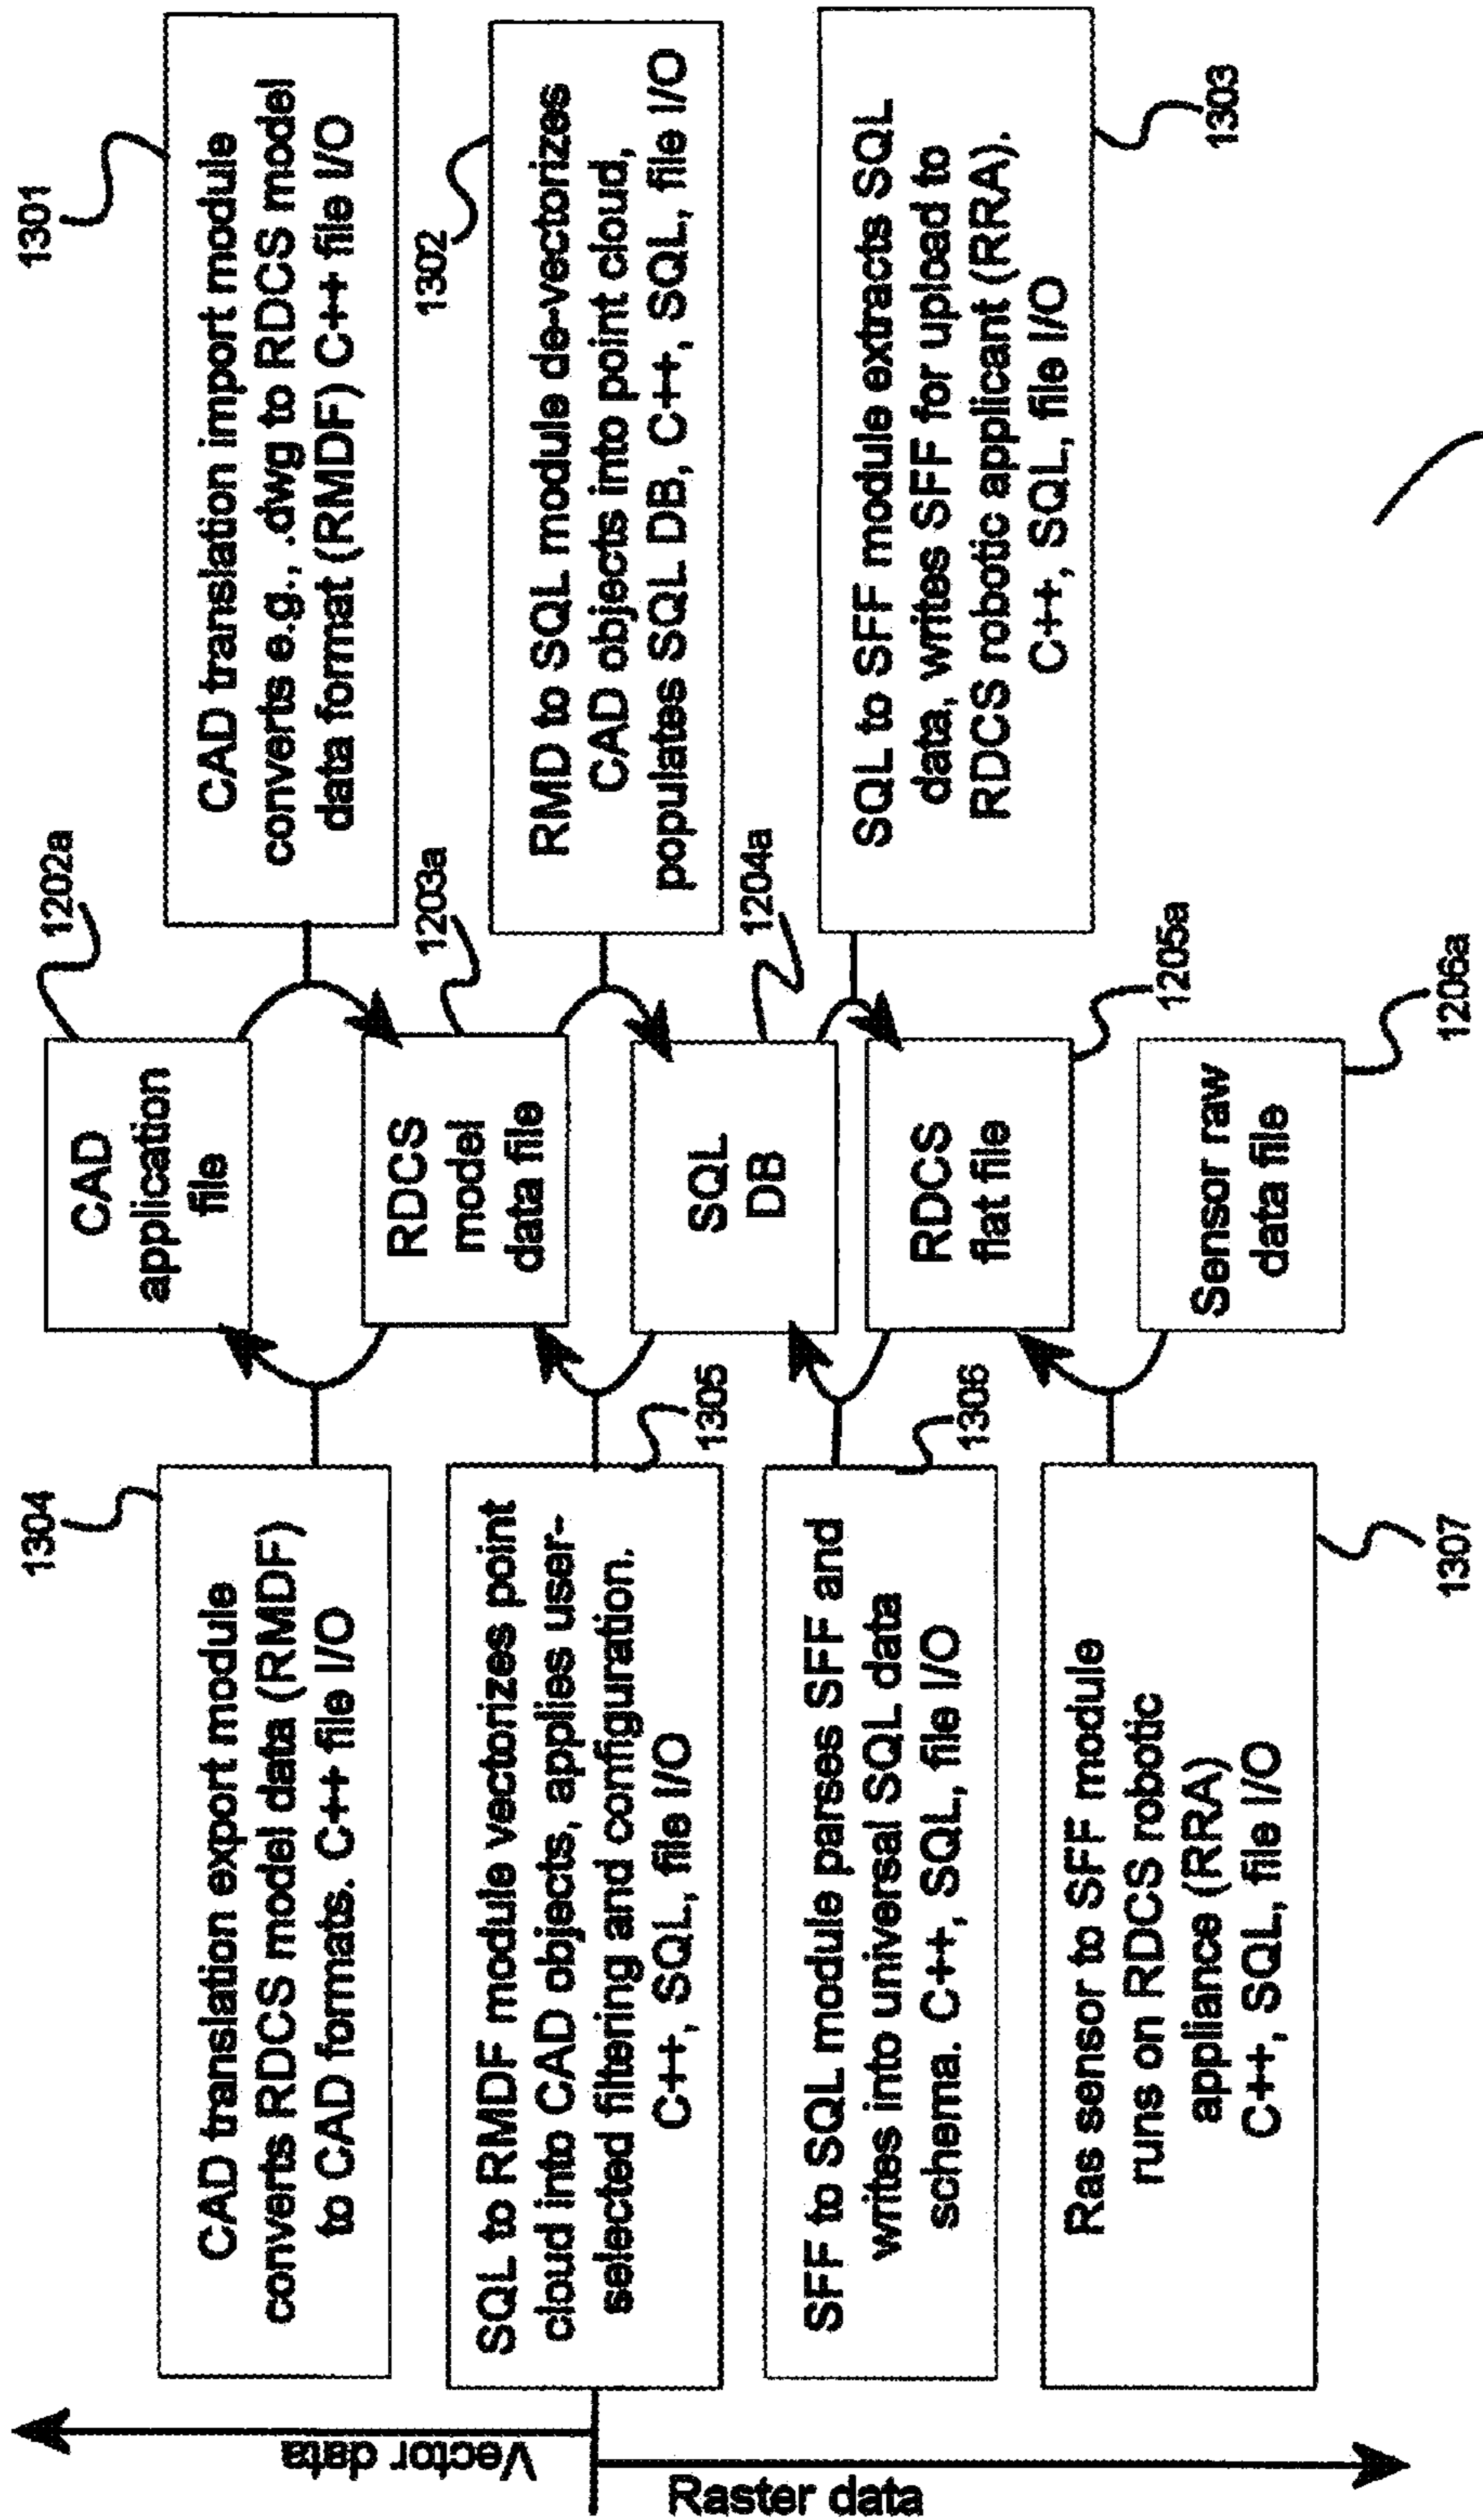 1304
CAD translation export module
converts RDCS model data (RMDF)
to CAD formats. C++ file I/O
SQL to RMDF module vectorizes point
cloud into CAD objects, applies user-
selected filtering and configuration.
C++, SQL, file I/O
1305
SFF to SQL module parses SFF and
writes into universal SQL data
schema. C++, SQL, file I/O
1306
Ras sensor to SFF module
runs on RDCS robotic
appliance (RRA)
C++, SQL, file I/O
1307
Vector data
Raster data
1202a
CAD
application
file
1203a
RDCS
model
data file
1204a
SQL
DB
1205a
RDCS
flat file
1206a
Sensor raw
data file
1301
CAD translation import module
converts e.g., .dwg to RDCS model
data format (RMDF) C++ file I/O
1302
RMD to SQL module de-vectorizes
CAD objects into point cloud,
populates SQL DB, C++, SQL, file I/O
SQL to SFF module extracts SQL
data, writes SFF for upload to
RDCS robotic applicant (RRA).
C++, SQL, file I/O
1303